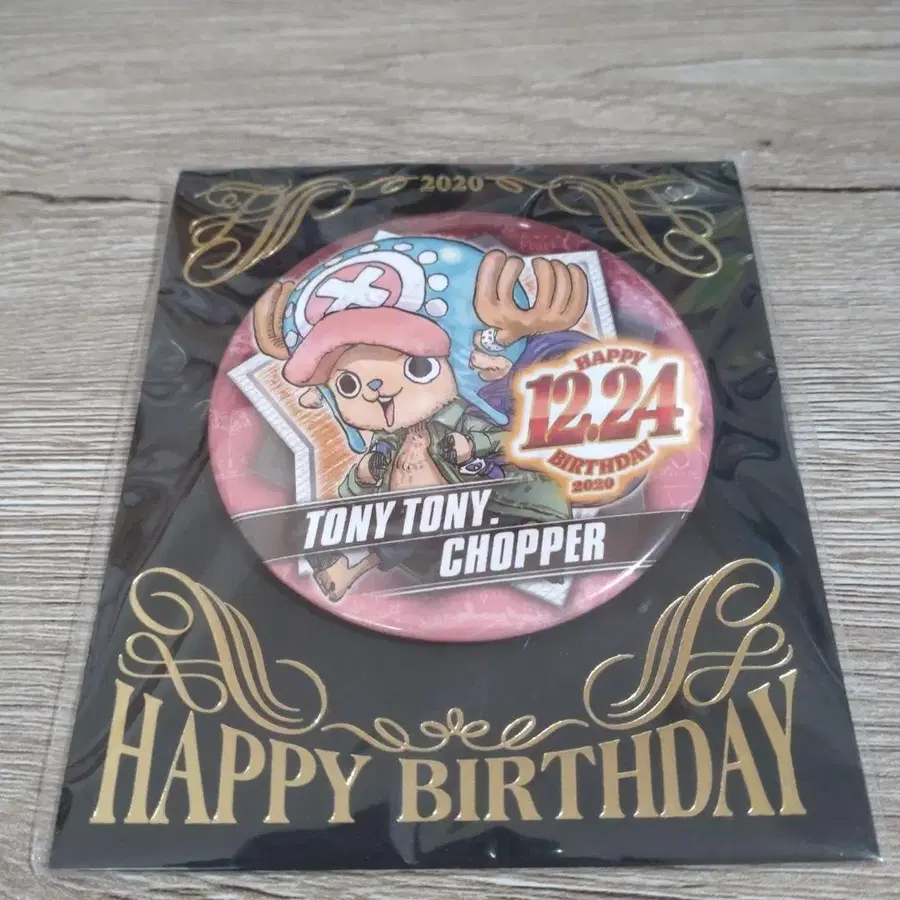 2020
HAPPY
12.24
BIRTHDAY
2020
TONY TONY.
CHOPPER
HAPPY BIRTHDAY